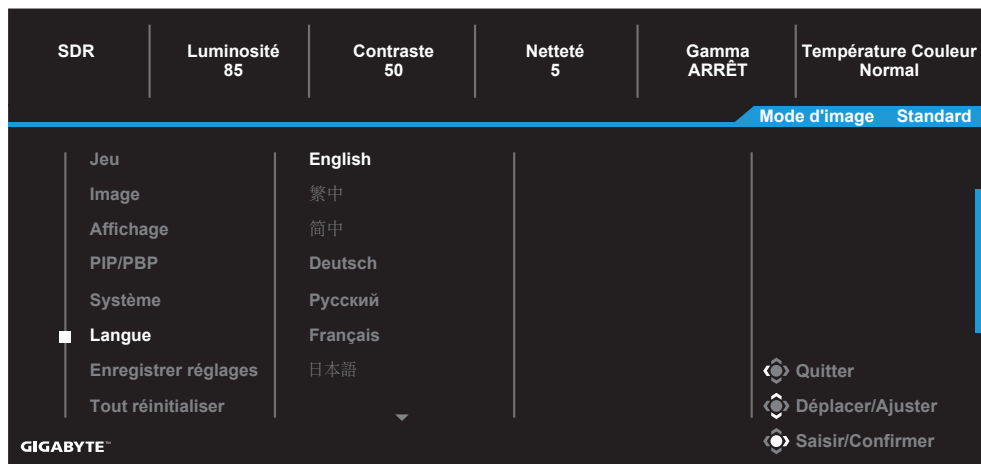 SDR
Luminosité
85
Contraste
50
Netteté
5
Gamma
ARRÊT
Température Couleur
Normal
Mode d'image Standard
Jeu
Image
Affichage
PIP/PBP
Système
Langue
Enregistrer réglages
Tout réinitialiser
English
繁中
简中
Deutsch
Русский
Français
日本語
Quitter
Déplacer/Ajuster
Saisir/Confirmer
GIGABYTE™